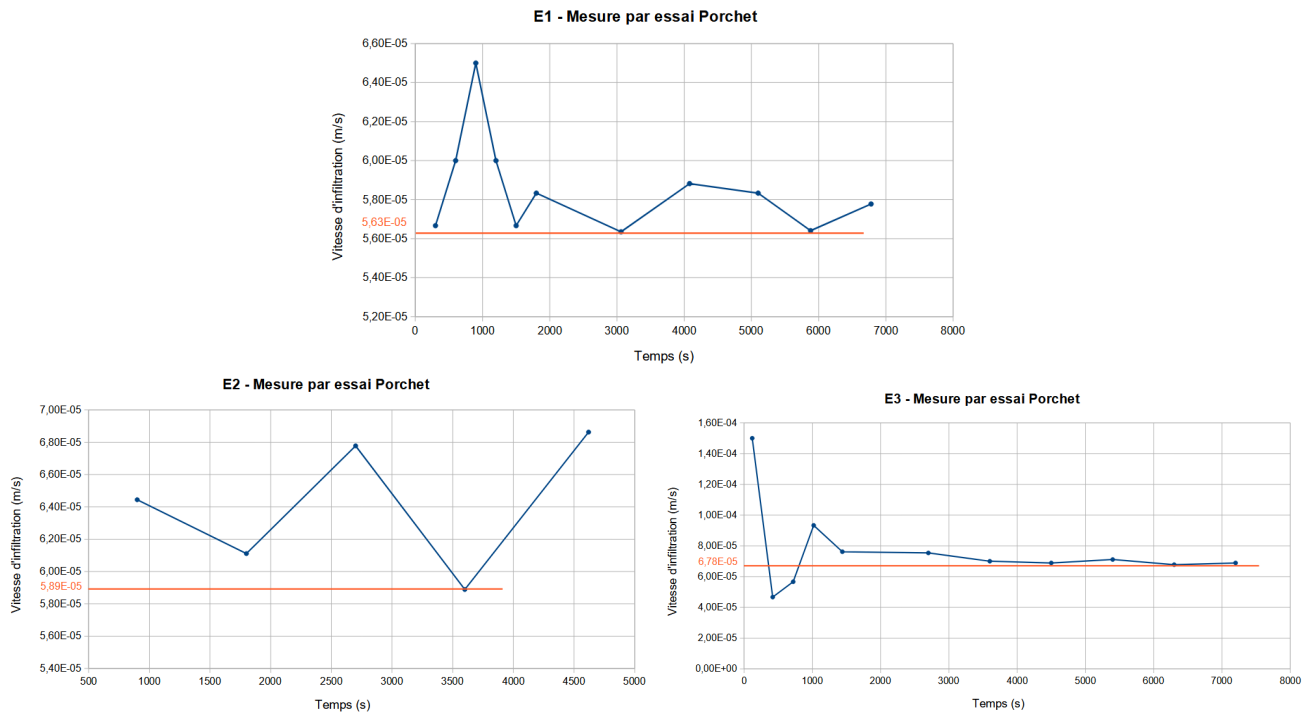 E1 - Mesure par essai Porchet
6,60E-05
6,40E-05
6,20E-05
6,00E-05
5,80E-05
5,63E-05
5,60E-05
5,40E-05
5,20E-05
Vitesse d'infiltration (m/s)
0 1000 2000 3000 4000 5000 6000 7000 8000
Temps (s)
E2 - Mesure par essai Porchet
7,00E-05
6,80E-05
6,60E-05
6,40E-05
6,20E-05
6,00E-05
5,89E-05
5,80E-05
5,60E-05
5,40E-05
Vitesse d'infiltration (m/s)
500 1000 1500 2000 2500 3000 3500 4000 4500 5000
Temps (s)
E3 - Mesure par essai Porchet
1,60E-04
1,40E-04
1,20E-04
1,00E-04
8,00E-05
6,78E-05
6,00E-05
4,00E-05
2,00E-05
0,00E+00
Vitesse d'infiltration (m/s)
0 1000 2000 3000 4000 5000 6000 7000 8000
Temps (s)